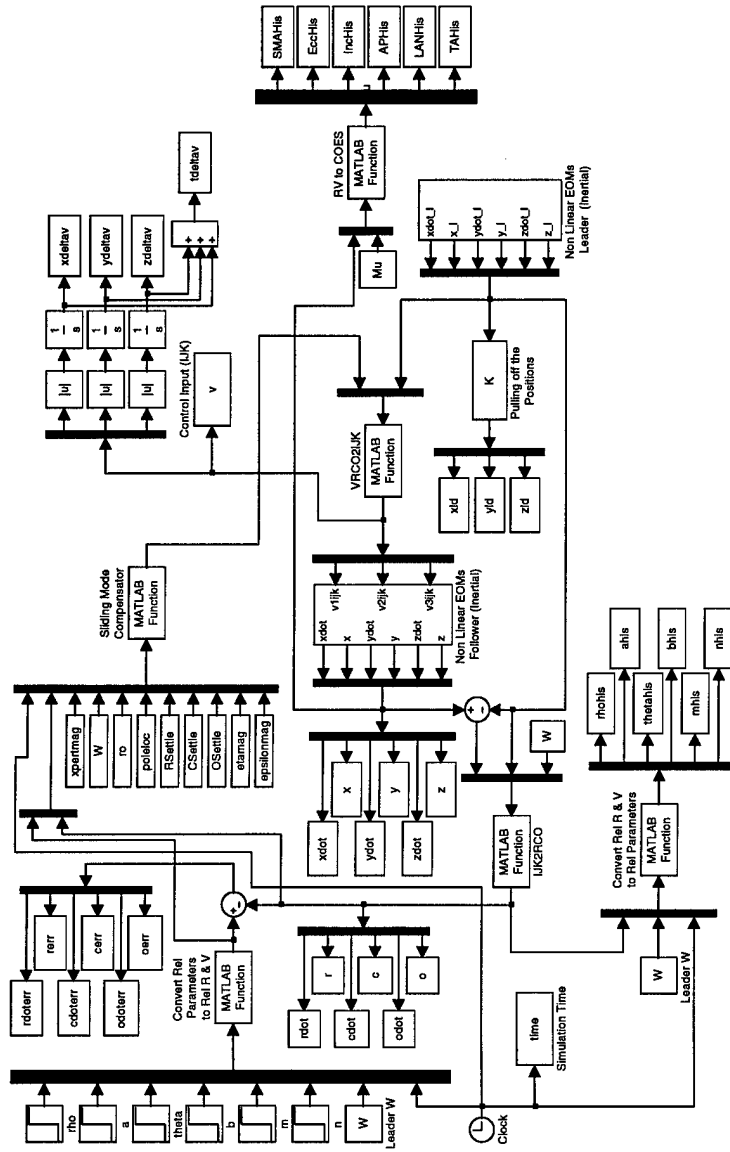 rho
a
theta
b
m
n
W
Leader W
Clock
Convert Rel
Parameters
to Rel R & V
MATLAB
Function
rdoterr
rerr
cdoterr
cerr
odoterr
oerr
+
-
rdot
r
cdot
c
odot
o
time
Simulation Time
W
Leader W
xpertmag
W
ro
poleloc
RSettle
CSettle
OSettle
etamag
epsilonmag
Sliding Mode
Compensator
MATLAB
Function
xdot
x
ydot
y
zdot
z
MATLAB
Function
IJK2RCO
W
+
-
Convert Rel R & V
to Rel Parameters
MATLAB
Function
rhohis
ahis
thetahis
bhis
mhis
nhis
xdot
x
ydot
y
zdot
z
v1ijk
v2ijk
v3ijk
Non Linear EOMs
Follower (Inertial)
VRCO2IJK
MATLAB
Function
Control Input (IJK)
v
|u|
|u|
|u|
1
s
1
s
1
s
xdeltav
ydeltav
zdeltav
+
+
+
tdeltav
K
Pulling off the
Positions
xld
yld
zld
xdot_l
x_l
ydot_l
y_l
zdot_l
z_l
Non Linear EOMs
Leader (Inertial)
Mu
RV to COES
MATLAB
Function
SMAHis
EccHis
IncHis
APHis
LANHis
TAHis